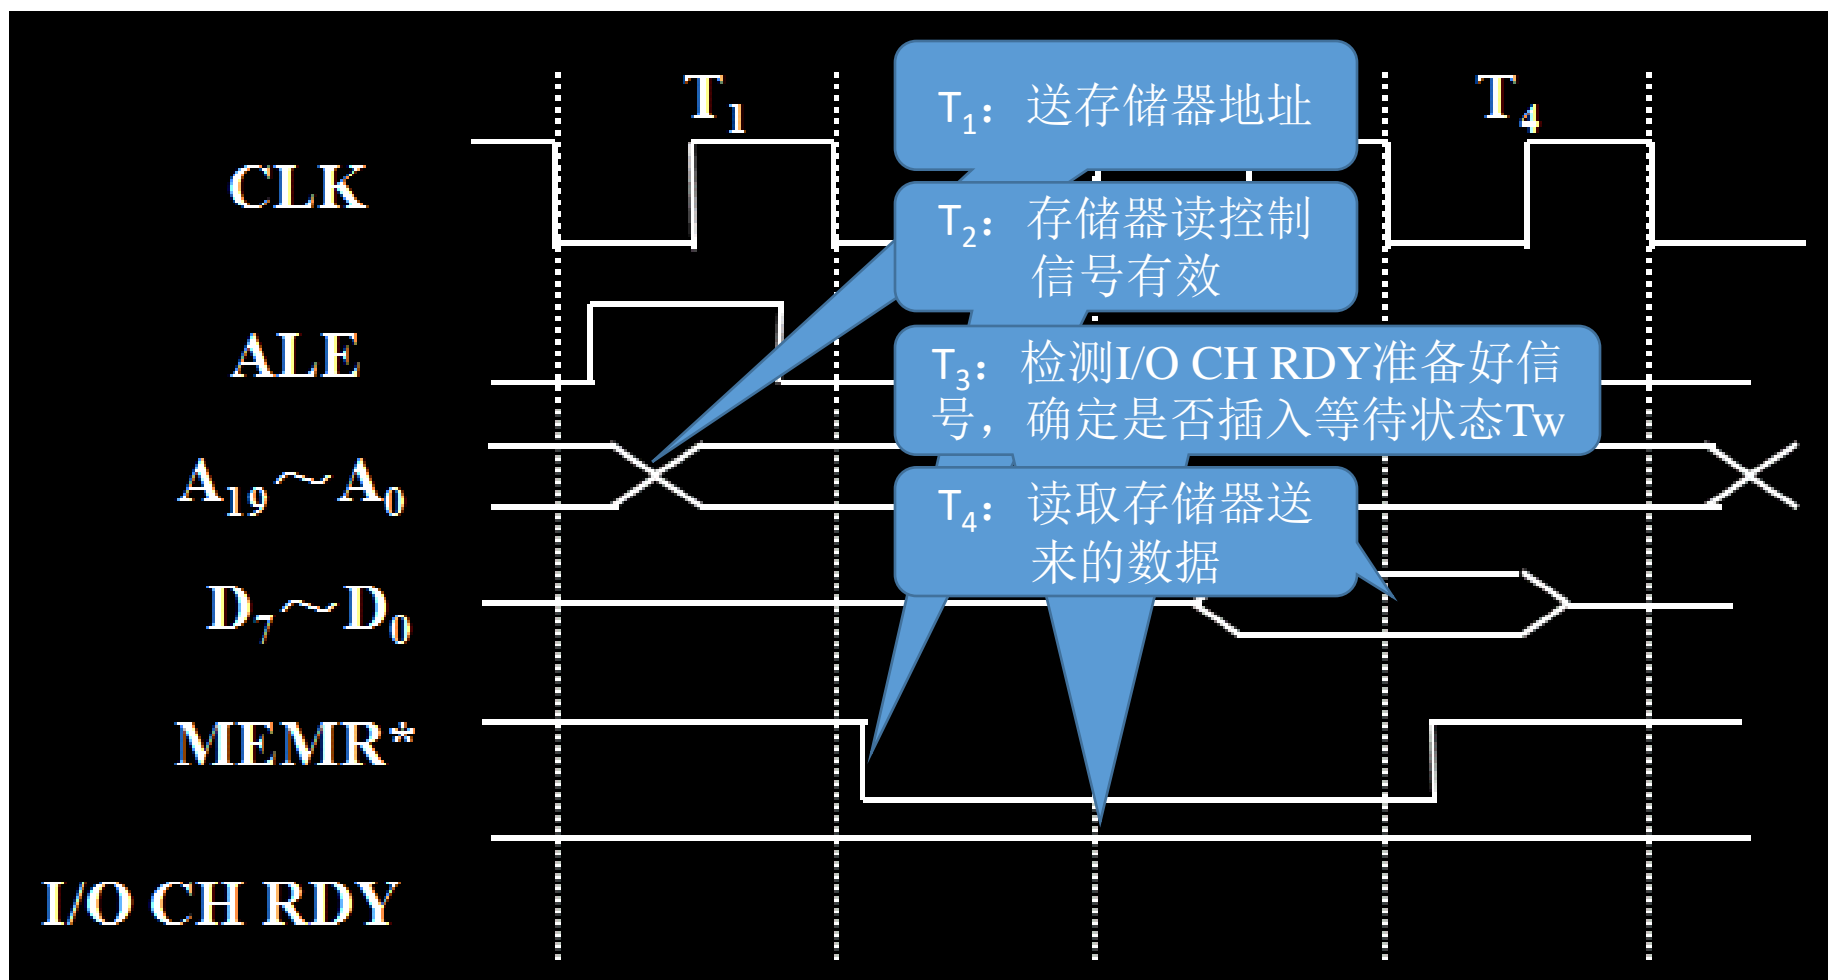 T₁
T₁：送存储器地址
T₄
CLK
T₂：存储器读控制
信号有效
ALE
T₃：检测I/O CH RDY准备好信
号，确定是否插入等待状态Tw
A₁₉～A₀
T₄：读取存储器送
来的数据
D₇～D₀
MEMR*
I/O CH RDY